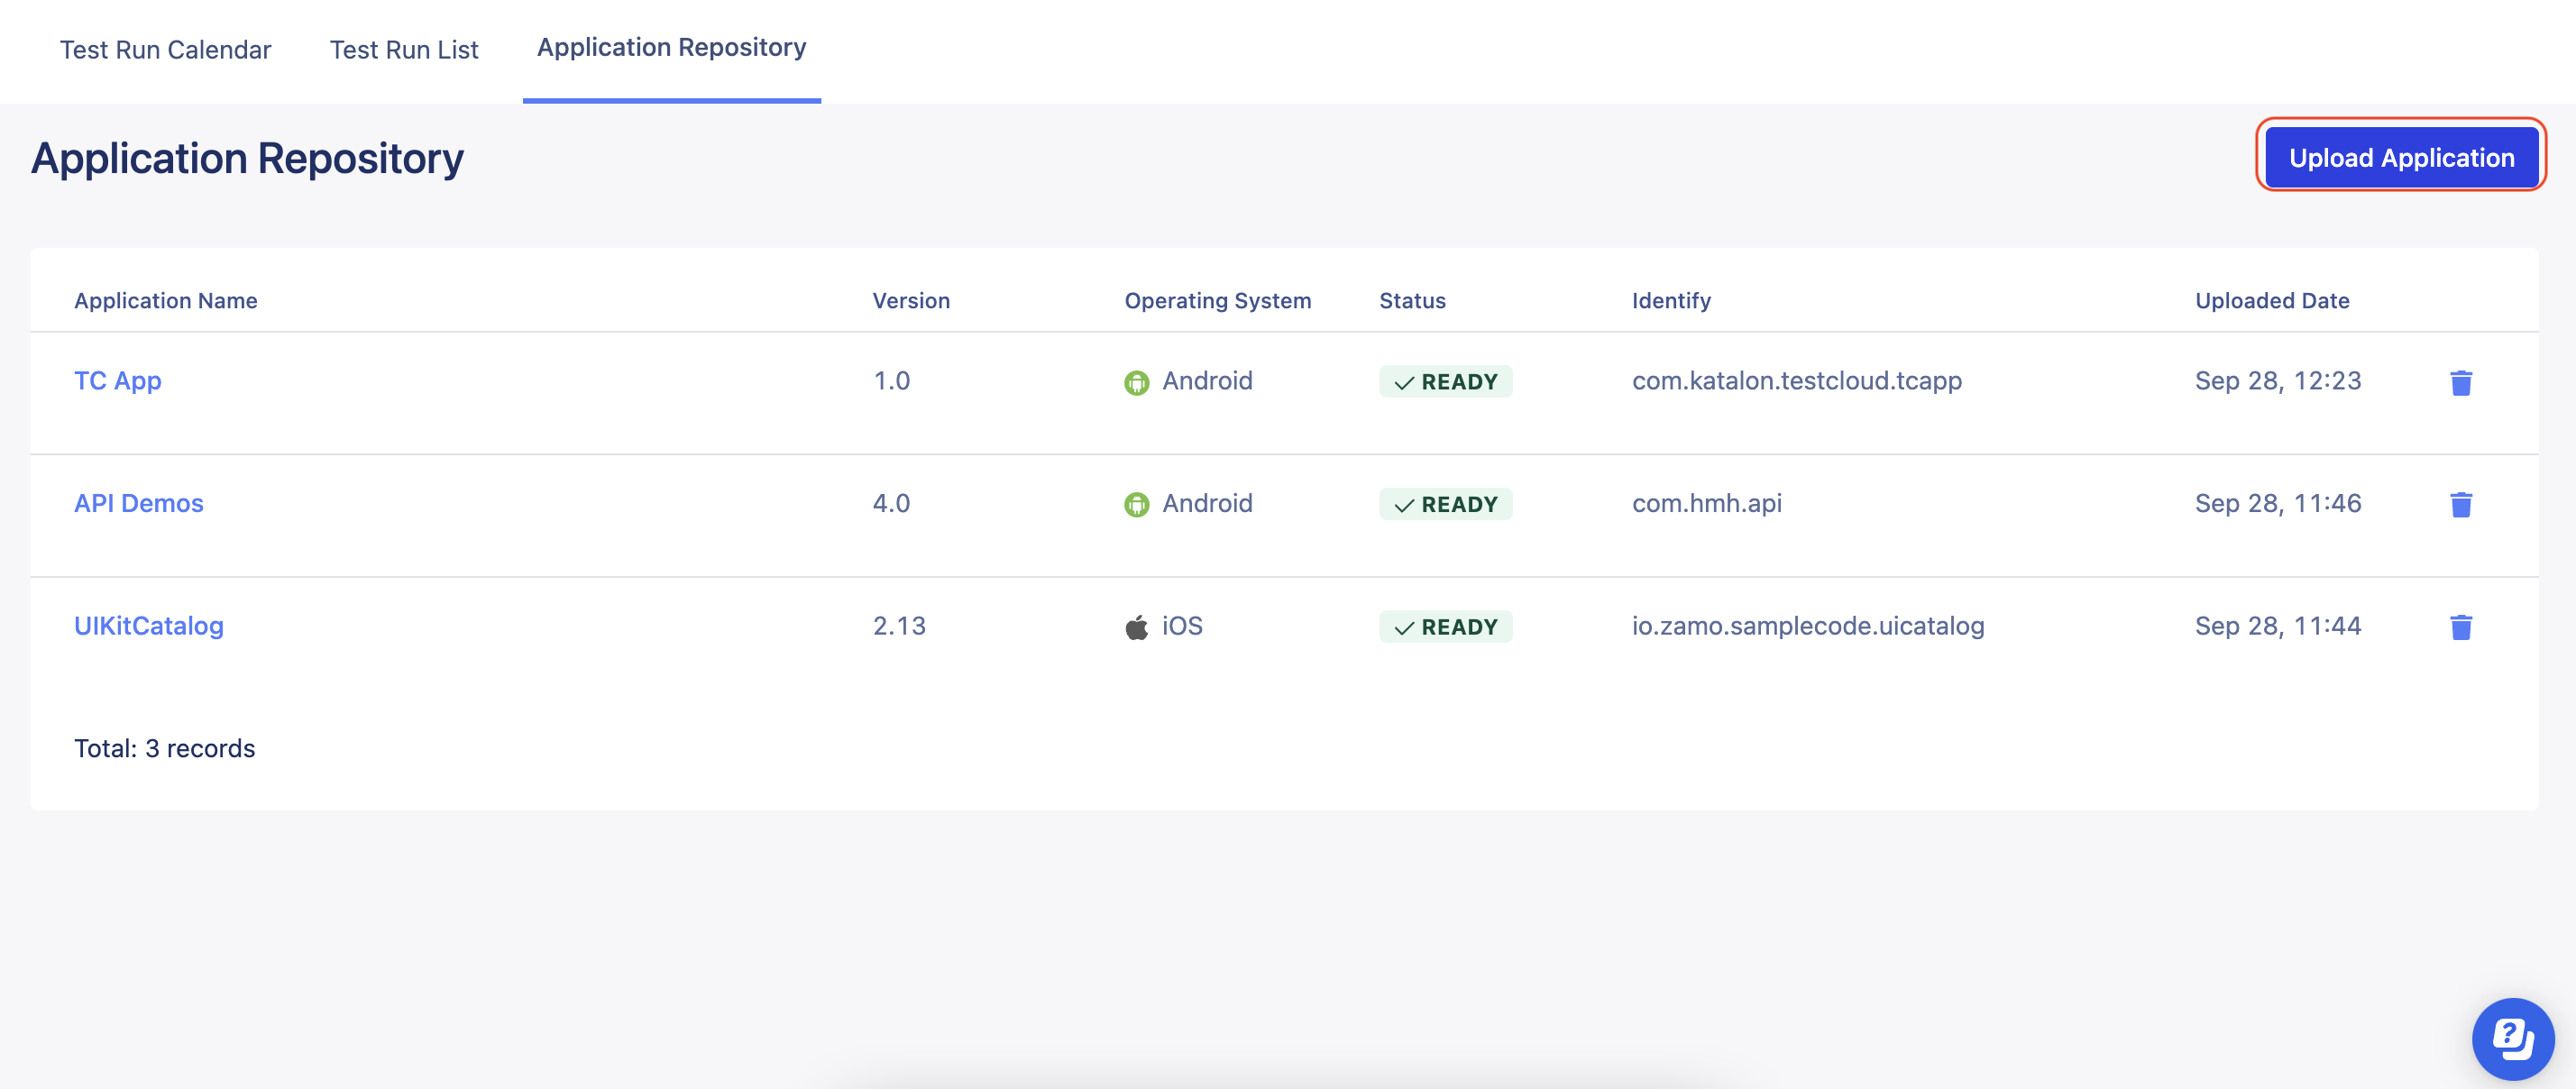 Test Run Calendar Test Run List Application Repository
Application Repository Upload Application
Application Name Version Operating System Status Identify Uploaded Date
TC App 1.0 Android READY com.katalon.testcloud.tcapp Sep 28, 12:23
API Demos 4.0 Android READY com.hmh.api Sep 28, 11:46
UIKitCatalog 2.13 iOS READY io.zamo.samplecode.uicatalog Sep 28, 11:44
Total: 3 records
?